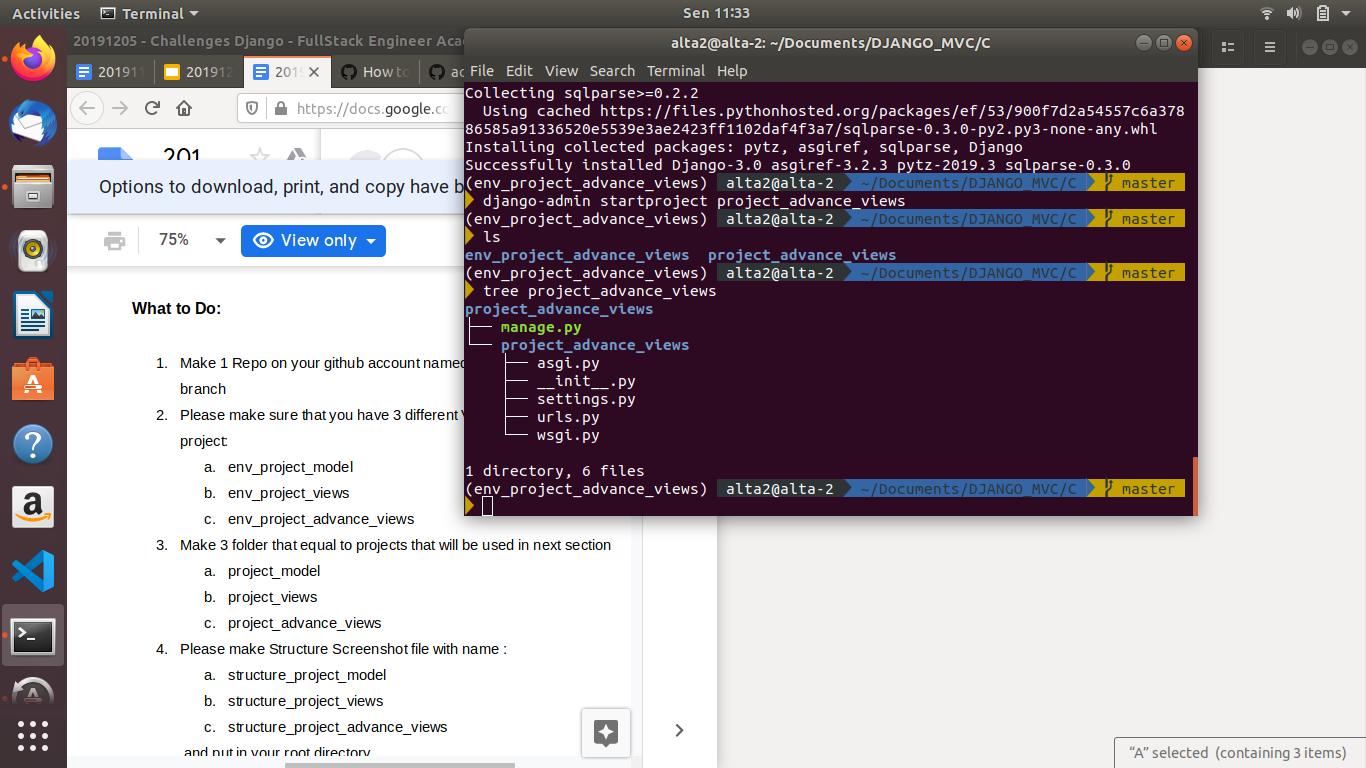 Activities
Terminal
Sen 11:33
20191205 - Challenges Django - FullStack Engineer Aca
20191
20191
201
How to
ac
https://docs.google.co
201
Options to download, print, and copy have b
75%
View only
What to Do:
1. Make 1 Repo on your github account named
branch
2. Please make sure that you have 3 different V
project:
a. env_project_model
b. env_project_views
c. env_project_advance_views
3. Make 3 folder that equal to projects that will be used in next section
a. project_model
b. project_views
c. project_advance_views
4. Please make Structure Screenshot file with name :
a. structure_project_model
b. structure_project_views
c. structure_project_advance_views
and put in your root directory
alta2@alta-2: ~/Documents/DJANGO_MVC/C
File Edit View Search Terminal Help
Collecting sqlparse>=0.2.2
Using cached https://files.pythonhosted.org/packages/ef/53/900f7d2a54557c6a378
86585a91336520e5539e3ae2423ff1102daf4f3a7/sqlparse-0.3.0-py2.py3-none-any.whl
Installing collected packages: pytz, asgiref, sqlparse, Django
Successfully installed Django-3.0 asgiref-3.2.3 pytz-2019.3 sqlparse-0.3.0
(env_project_advance_views) alta2@alta-2 ~/Documents/DJANGO_MVC/C master
django-admin startproject project_advance_views
(env_project_advance_views) alta2@alta-2 ~/Documents/DJANGO_MVC/C master
ls
env_project_advance_views project_advance_views
(env_project_advance_views) alta2@alta-2 ~/Documents/DJANGO_MVC/C master
tree project_advance_views
project_advance_views
├── manage.py
└── project_advance_views
├── asgi.py
├── __init__.py
├── settings.py
├── urls.py
└── wsgi.py
1 directory, 6 files
(env_project_advance_views) alta2@alta-2 ~/Documents/DJANGO_MVC/C master
“A” selected (containing 3 items)